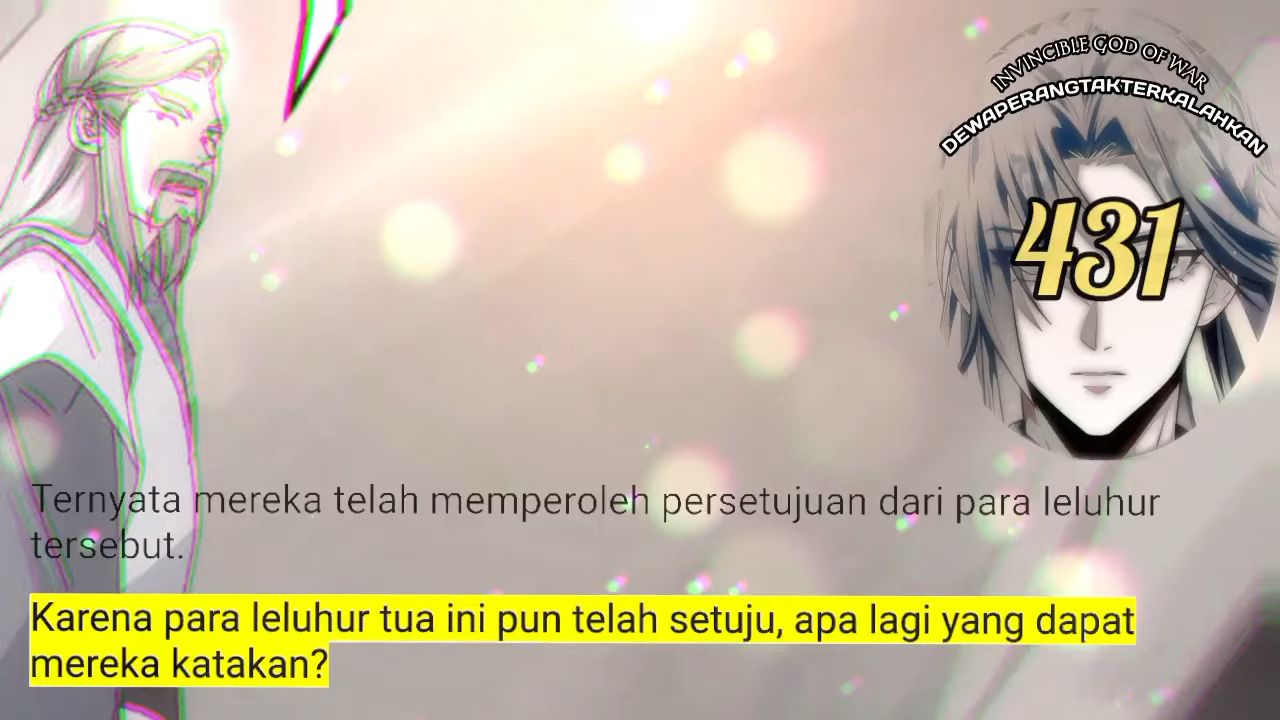 INVINCIBLE GOD OF WAR
DEWAPERANGTAKTERKALAHKAN
431
Ternyata mereka telah memperoleh persetujuan dari para leluhur
tersebut.
Karena para leluhur tua ini pun telah setuju, apa lagi yang dapat
mereka katakan?